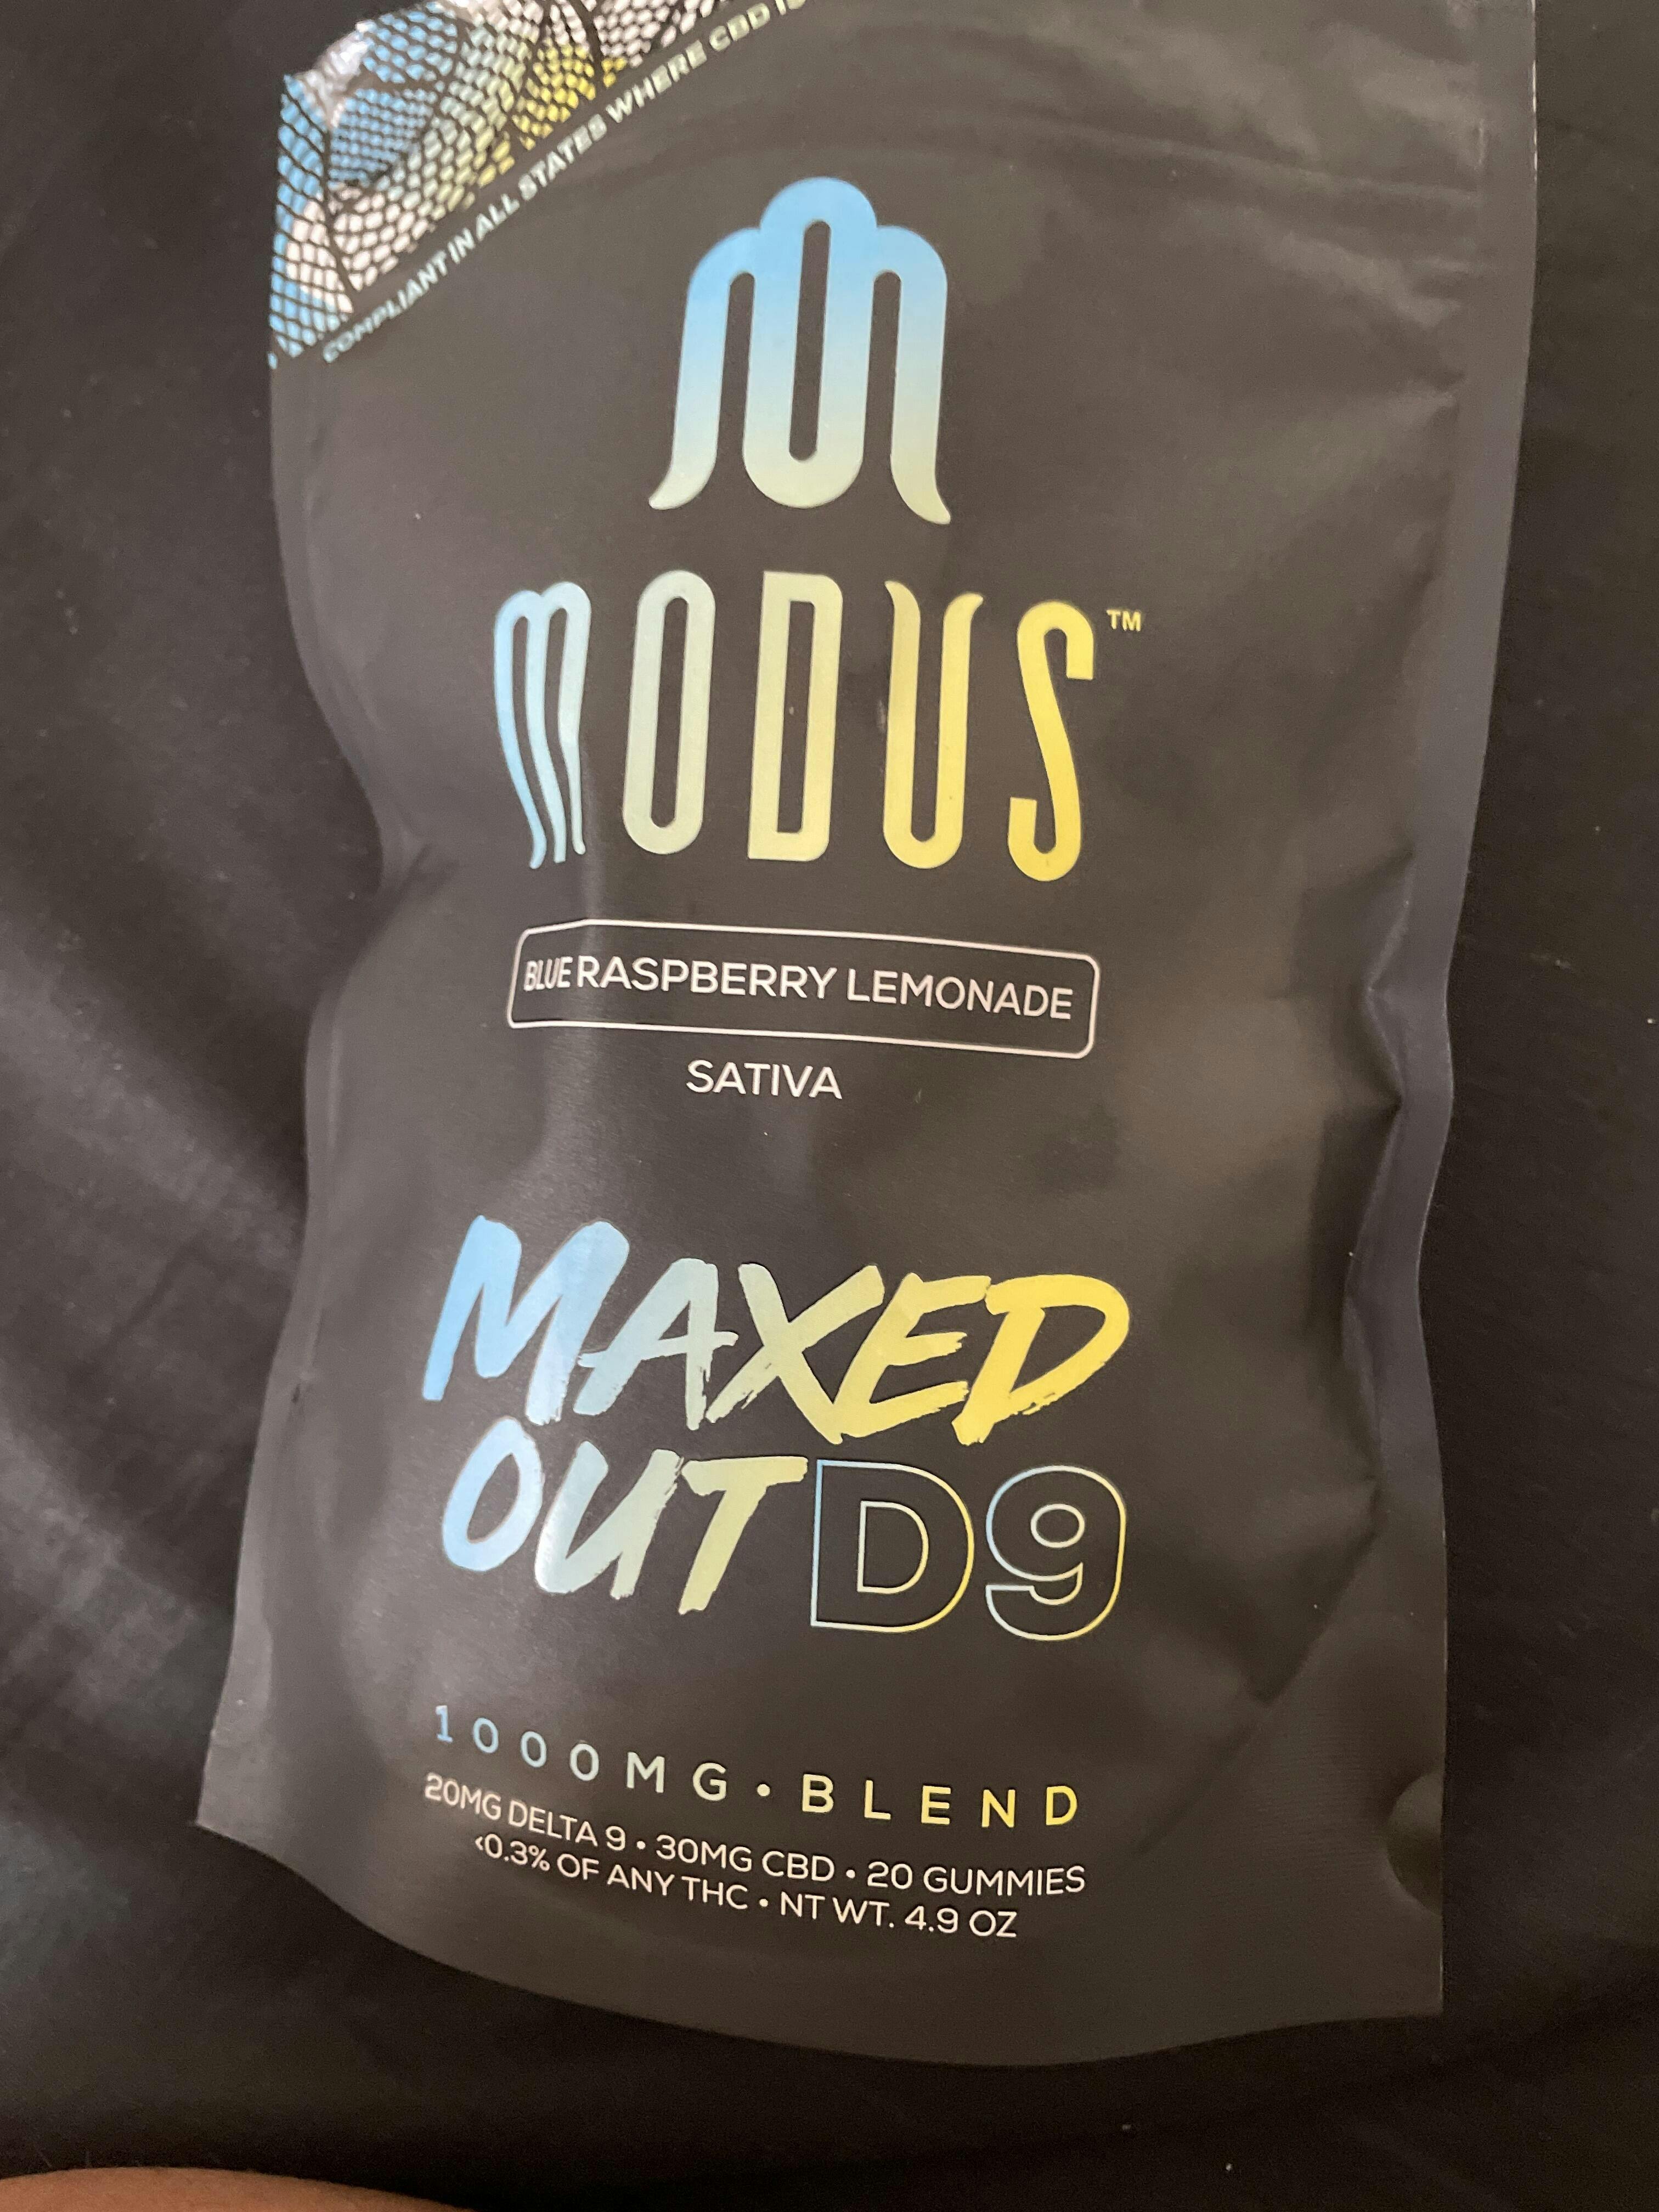 COMPLIANT IN ALL STATES WHERE CBD IS
MODUS™
BLUE RASPBERRY LEMONADE
SATIVA
MAXED
OUT D9
1000MG • BLEND
20MG DELTA 9 • 30MG CBD • 20 GUMMIES
<0.3% OF ANY THC • NT WT. 4.9 OZ